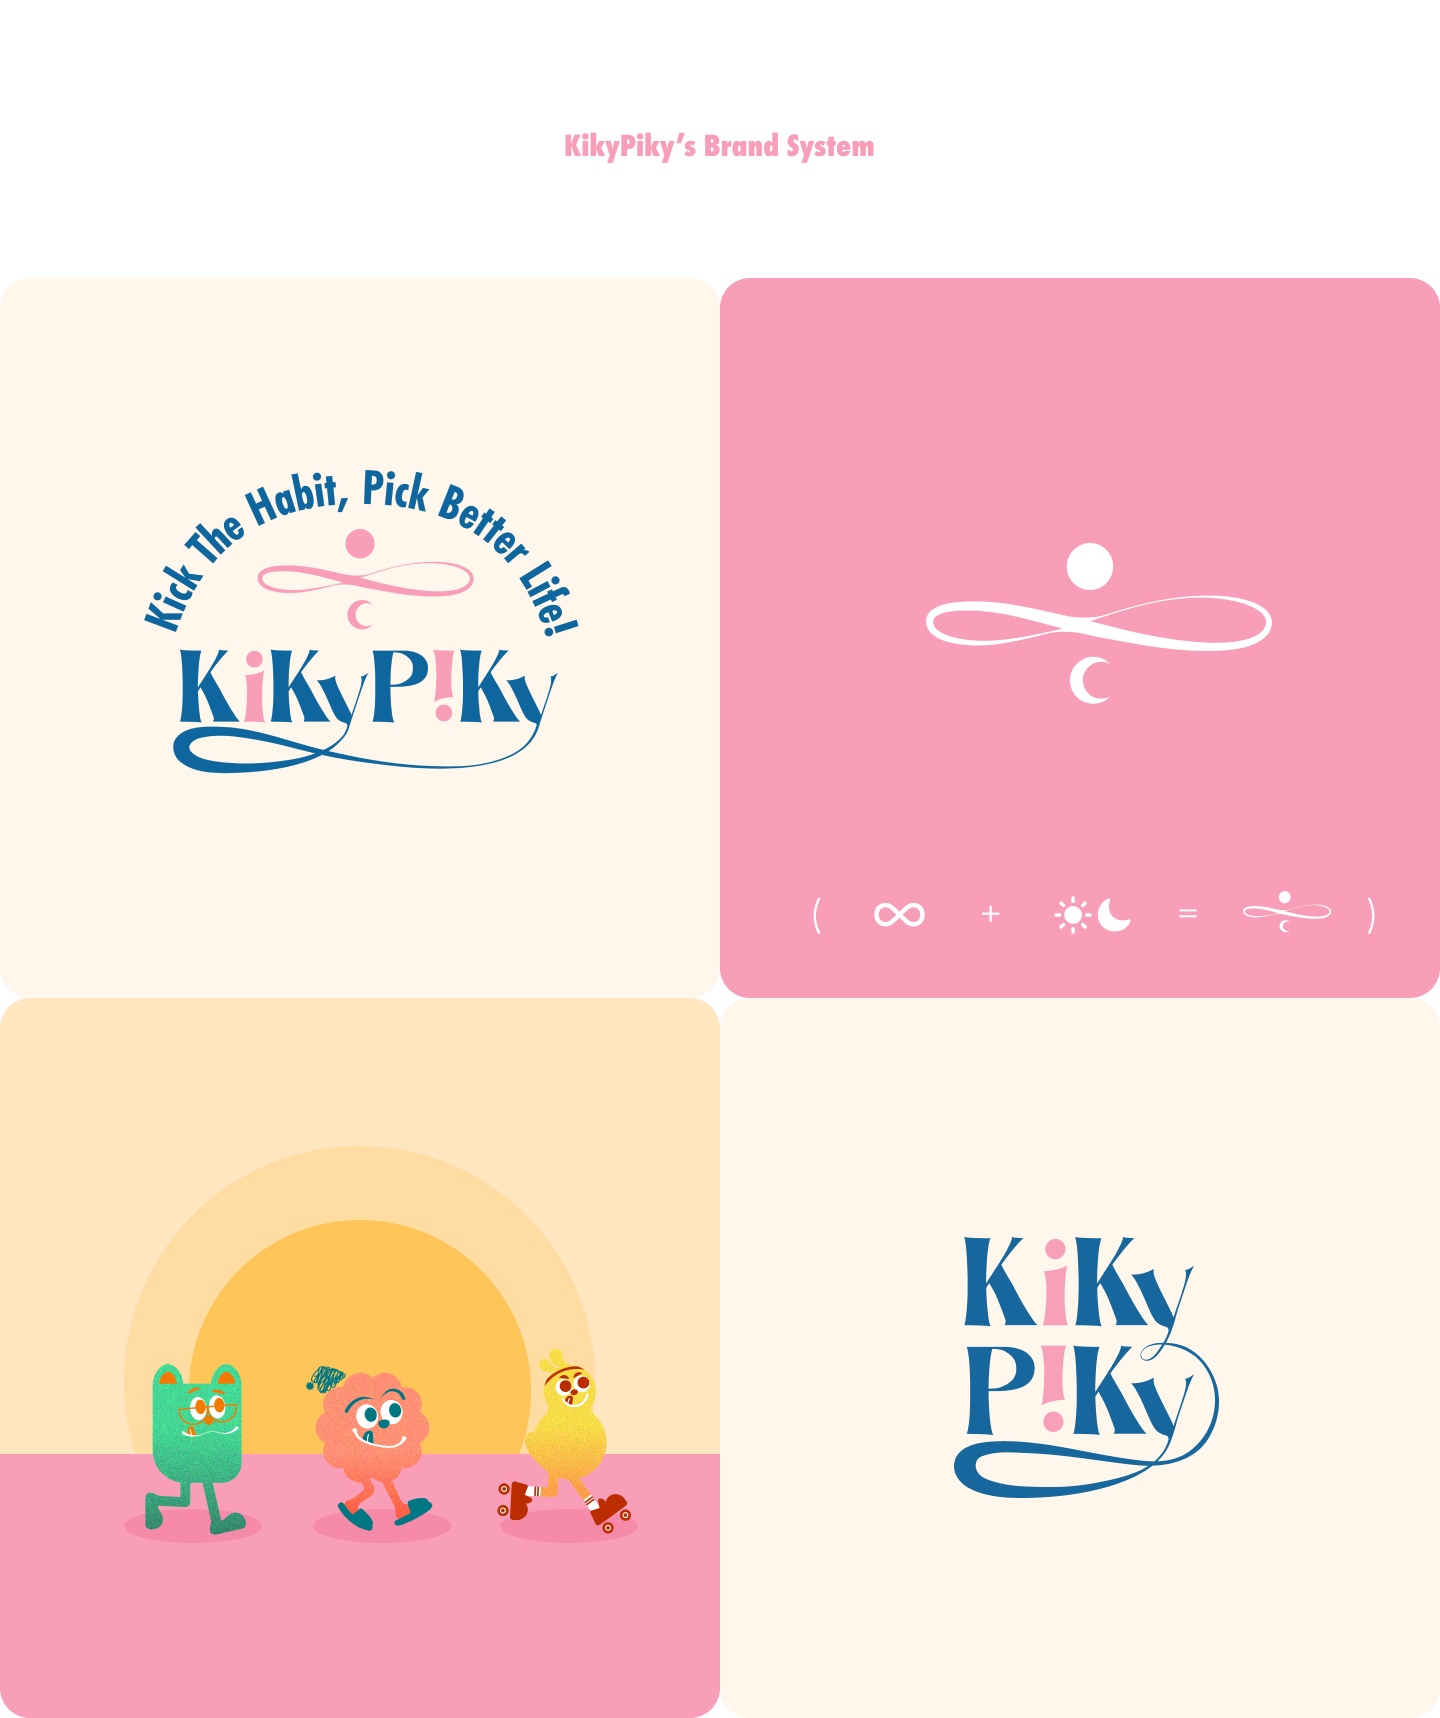 KikyPiky’s Brand System
Kick The Habit, Pick Better Life!
KiKyP!Ky
( ∞ + = )
KiKy
P!Ky